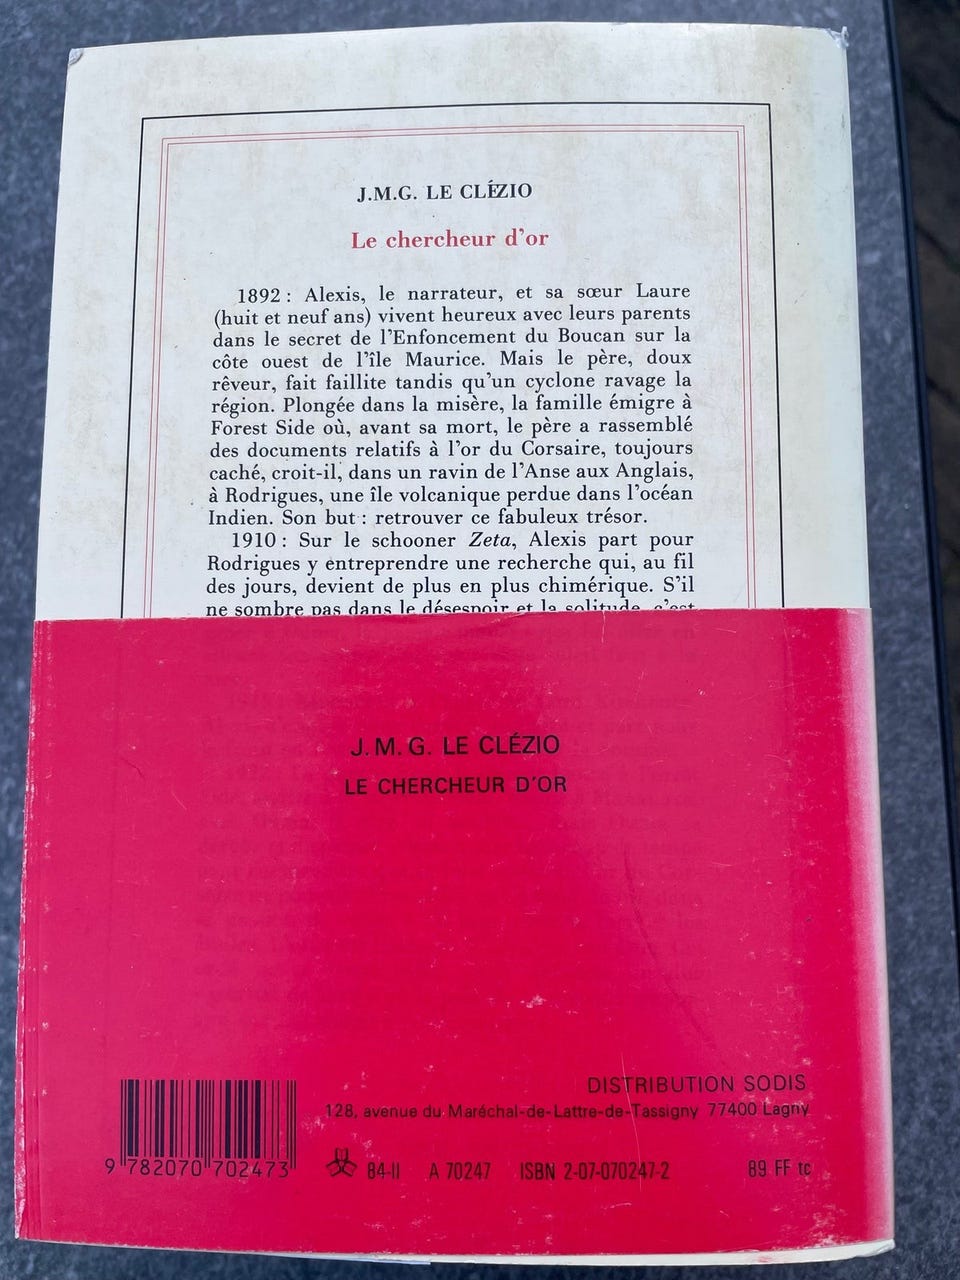 J.M.G. LE CLÉZIO
Le chercheur d'or
1892 : Alexis, le narrateur, et sa sœur Laure
(huit et neuf ans) vivent heureux avec leurs parents
dans le secret de l'Enfoncement du Boucan sur la
côte ouest de l'île Maurice. Mais le père, doux
rêveur, fait faillite tandis qu'un cyclone ravage la
région. Plongée dans la misère, la famille émigre à
Forest Side où, avant sa mort, le père a rassemblé
des documents relatifs à l'or du Corsaire, toujours
caché, croit-il, dans un ravin de l'Anse aux Anglais,
à Rodrigues, une île volcanique perdue dans l'océan
Indien. Son but : retrouver ce fabuleux trésor.
1910 : Sur le schooner Zeta, Alexis part pour
Rodrigues y entreprendre une recherche qui, au fil
des jours, devient de plus en plus chimérique. S'il
ne sombre pas dans le désespoir et la solitude, c'est
J.M.G. LE CLÉZIO
LE CHERCHEUR D'OR
DISTRIBUTION SODIS
128, avenue du Maréchal-de-Lattre-de-Tassigny 77400 Lagny
9 782070 702473
84-II A 70247 ISBN 2-07-070247-2 89 FF tc